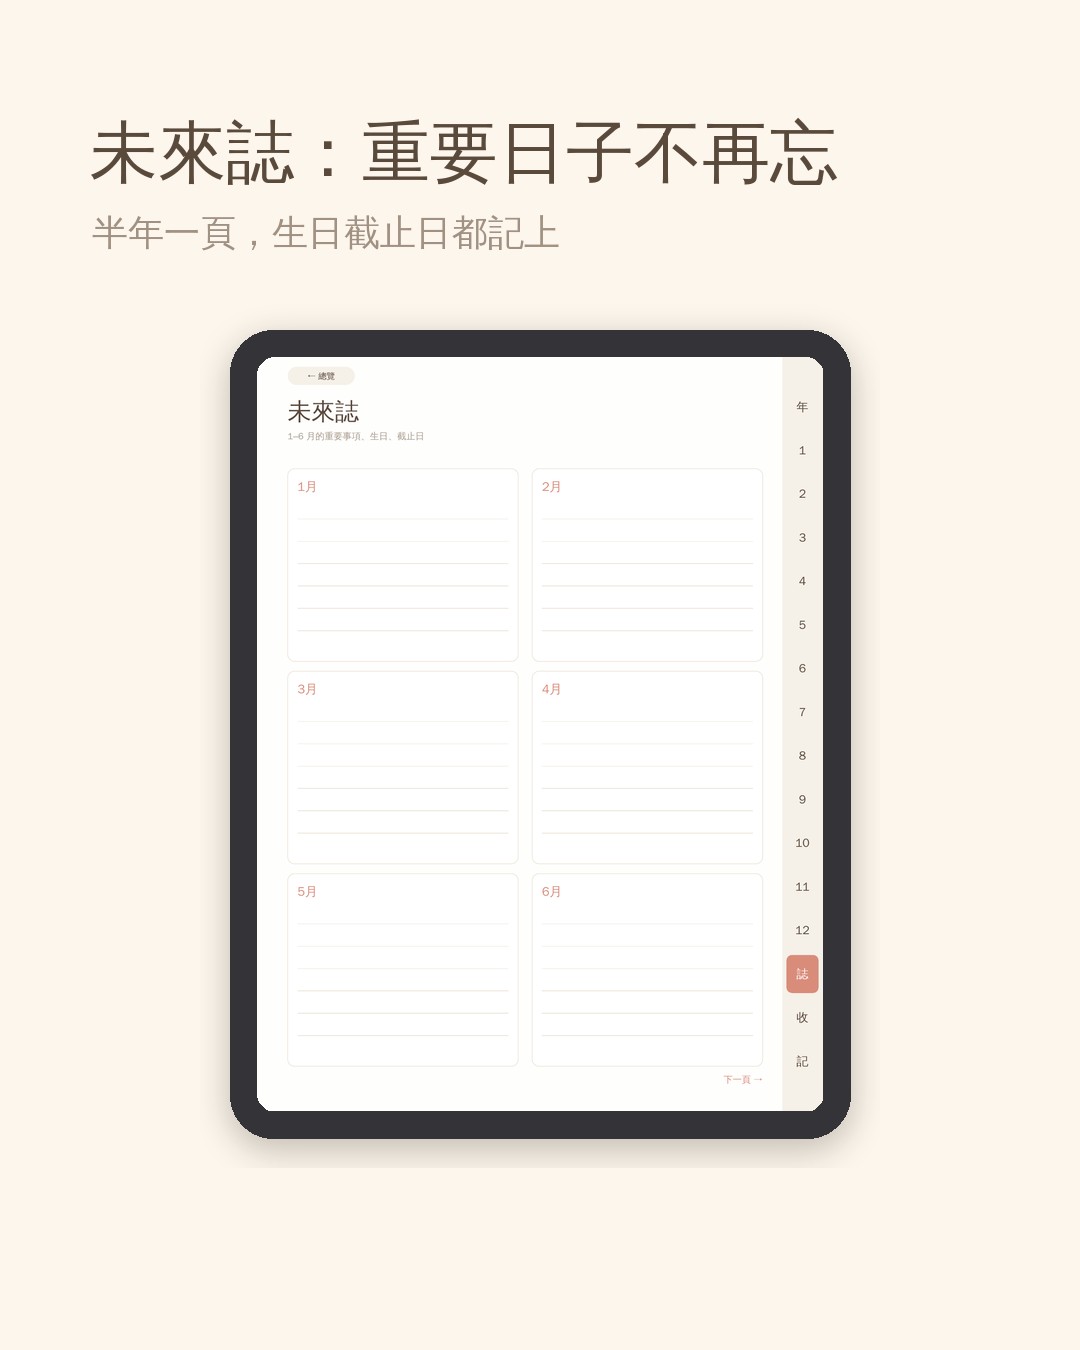 未來誌：重要日子不再忘
半年一頁，生日截止日都記上
← 總覽
未來誌
1–6 月的重要事項、生日、截止日
1月
2月
3月
4月
5月
6月
下一頁 →
年
1
2
3
4
5
6
7
8
9
10
11
12
誌
收
記